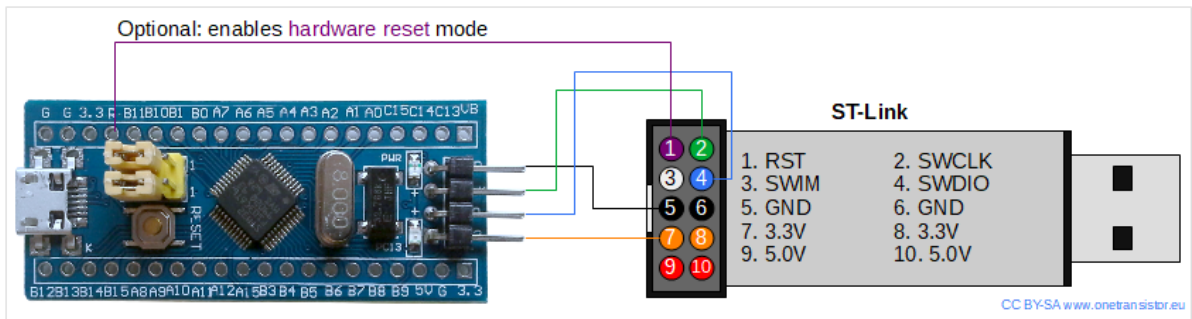 Optional: enables hardware reset mode
G G 3.3 R B11 B10 B1 B0 A7 A6 A5 A4 A3 A2 A1 A0 C15 C14 C13 VB
PWR
1
1
8.000
RESET
PC13
K
B12 B13 B14 B15 A8 A9 A10 A11 A12 A15 B3 B4 B5 B6 B7 B8 B9 5V G 3.3
ST-Link
1 2
3 4
5 6
7 8
9 10
1. RST 2. SWCLK
3. SWIM 4. SWDIO
5. GND 6. GND
7. 3.3V 8. 3.3V
9. 5.0V 10. 5.0V
CC BY-SA www.onetransistor.eu